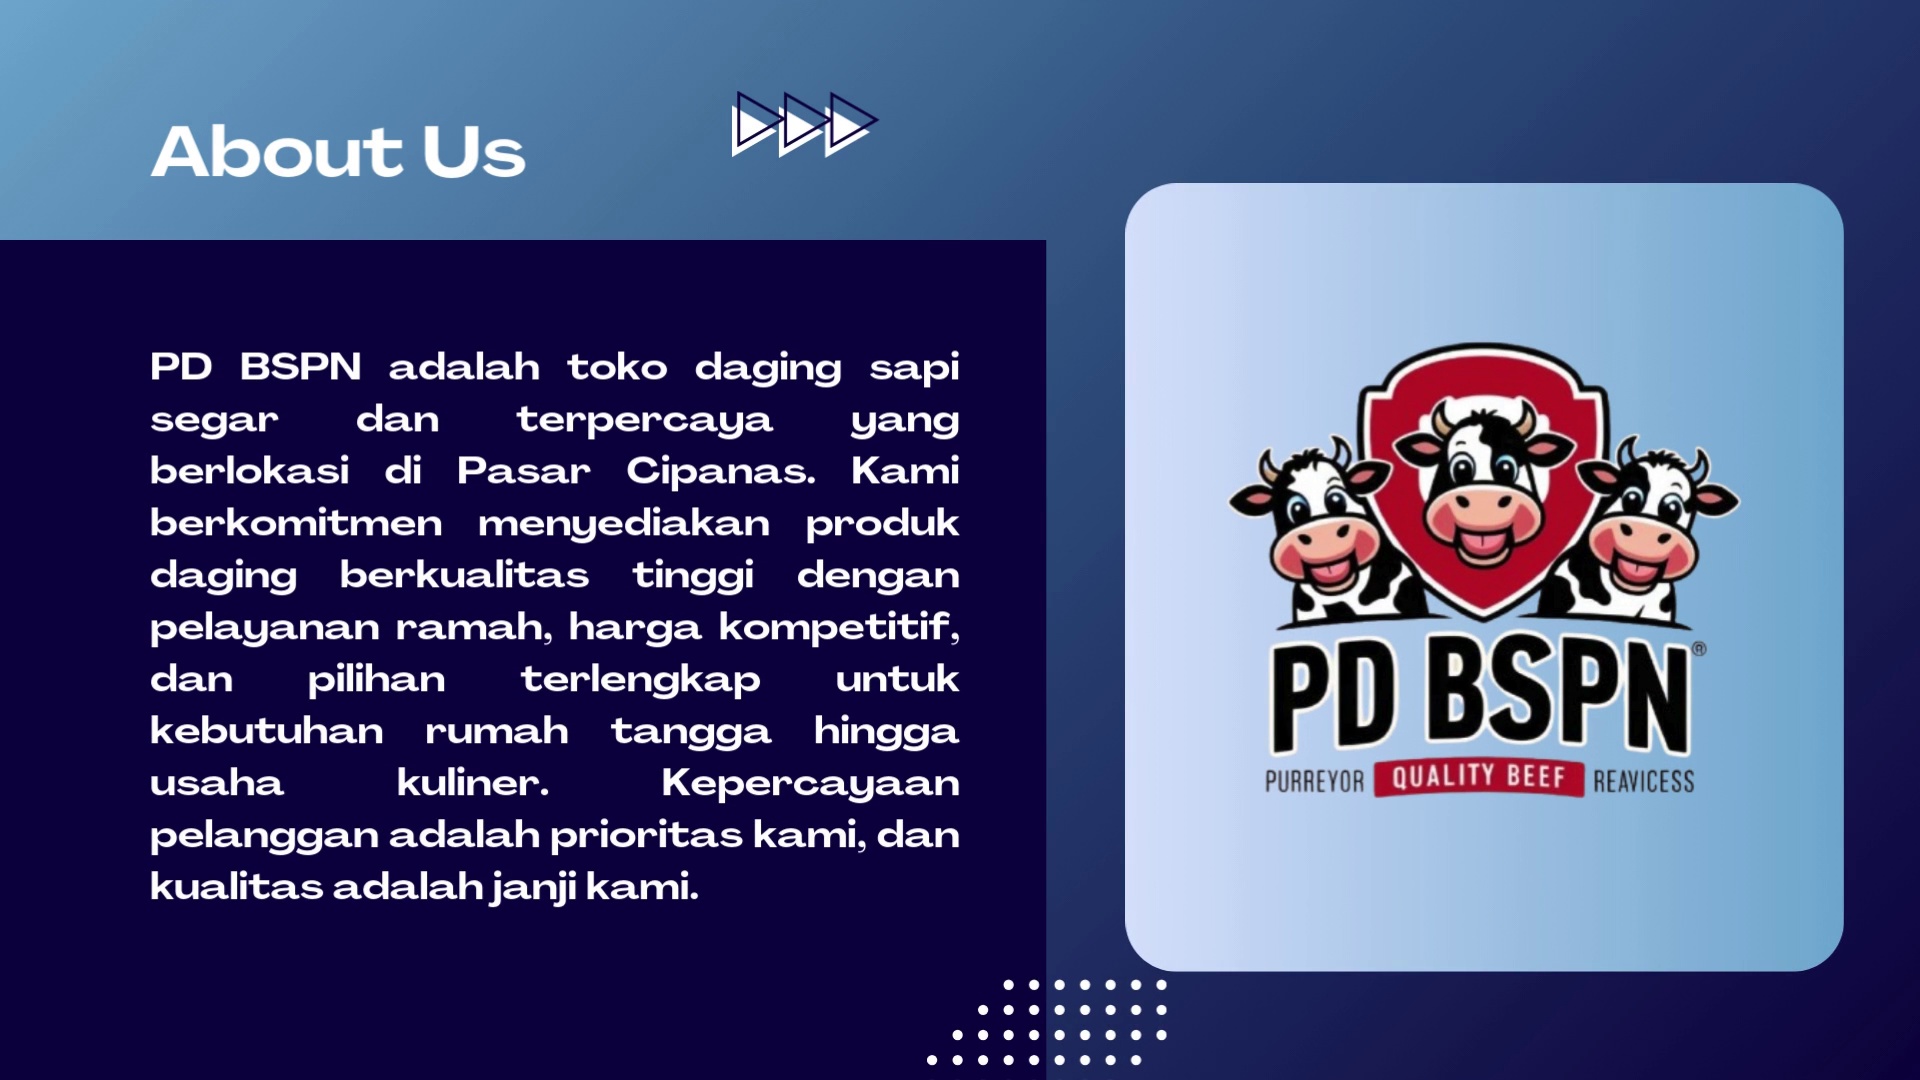 About Us
PD BSPN adalah toko daging sapi
segar dan terpercaya yang
berlokasi di Pasar Cipanas. Kami
berkomitmen menyediakan produk
daging berkualitas tinggi dengan
pelayanan ramah, harga kompetitif,
dan pilihan terlengkap untuk
kebutuhan rumah tangga hingga
usaha kuliner. Kepercayaan
pelanggan adalah prioritas kami, dan
kualitas adalah janji kami.
PD BSPN®
PURREYOR QUALITY BEEF REAVICESS